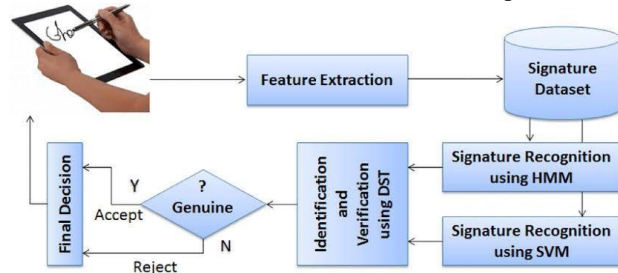 Feature Extraction
Signature
Dataset
Signature Recognition
using HMM
Signature Recognition
using SVM
Identification
and
Verification
using DST
?
Genuine
Y
Accept
N
Reject
Final Decision